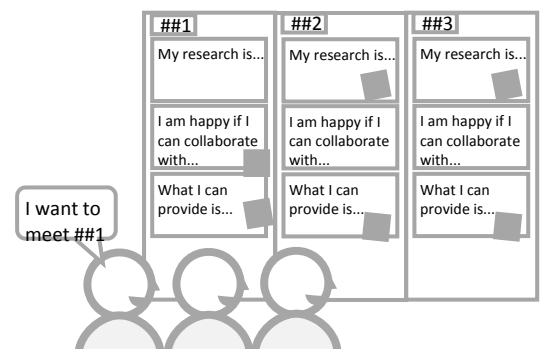 ##1
My research is...
I am happy if I
can collaborate
with...
What I can
provide is...
##2
My research is...
I am happy if I
can collaborate
with...
What I can
provide is...
##3
My research is...
I am happy if I
can collaborate
with...
What I can
provide is...
I want to
meet ##1